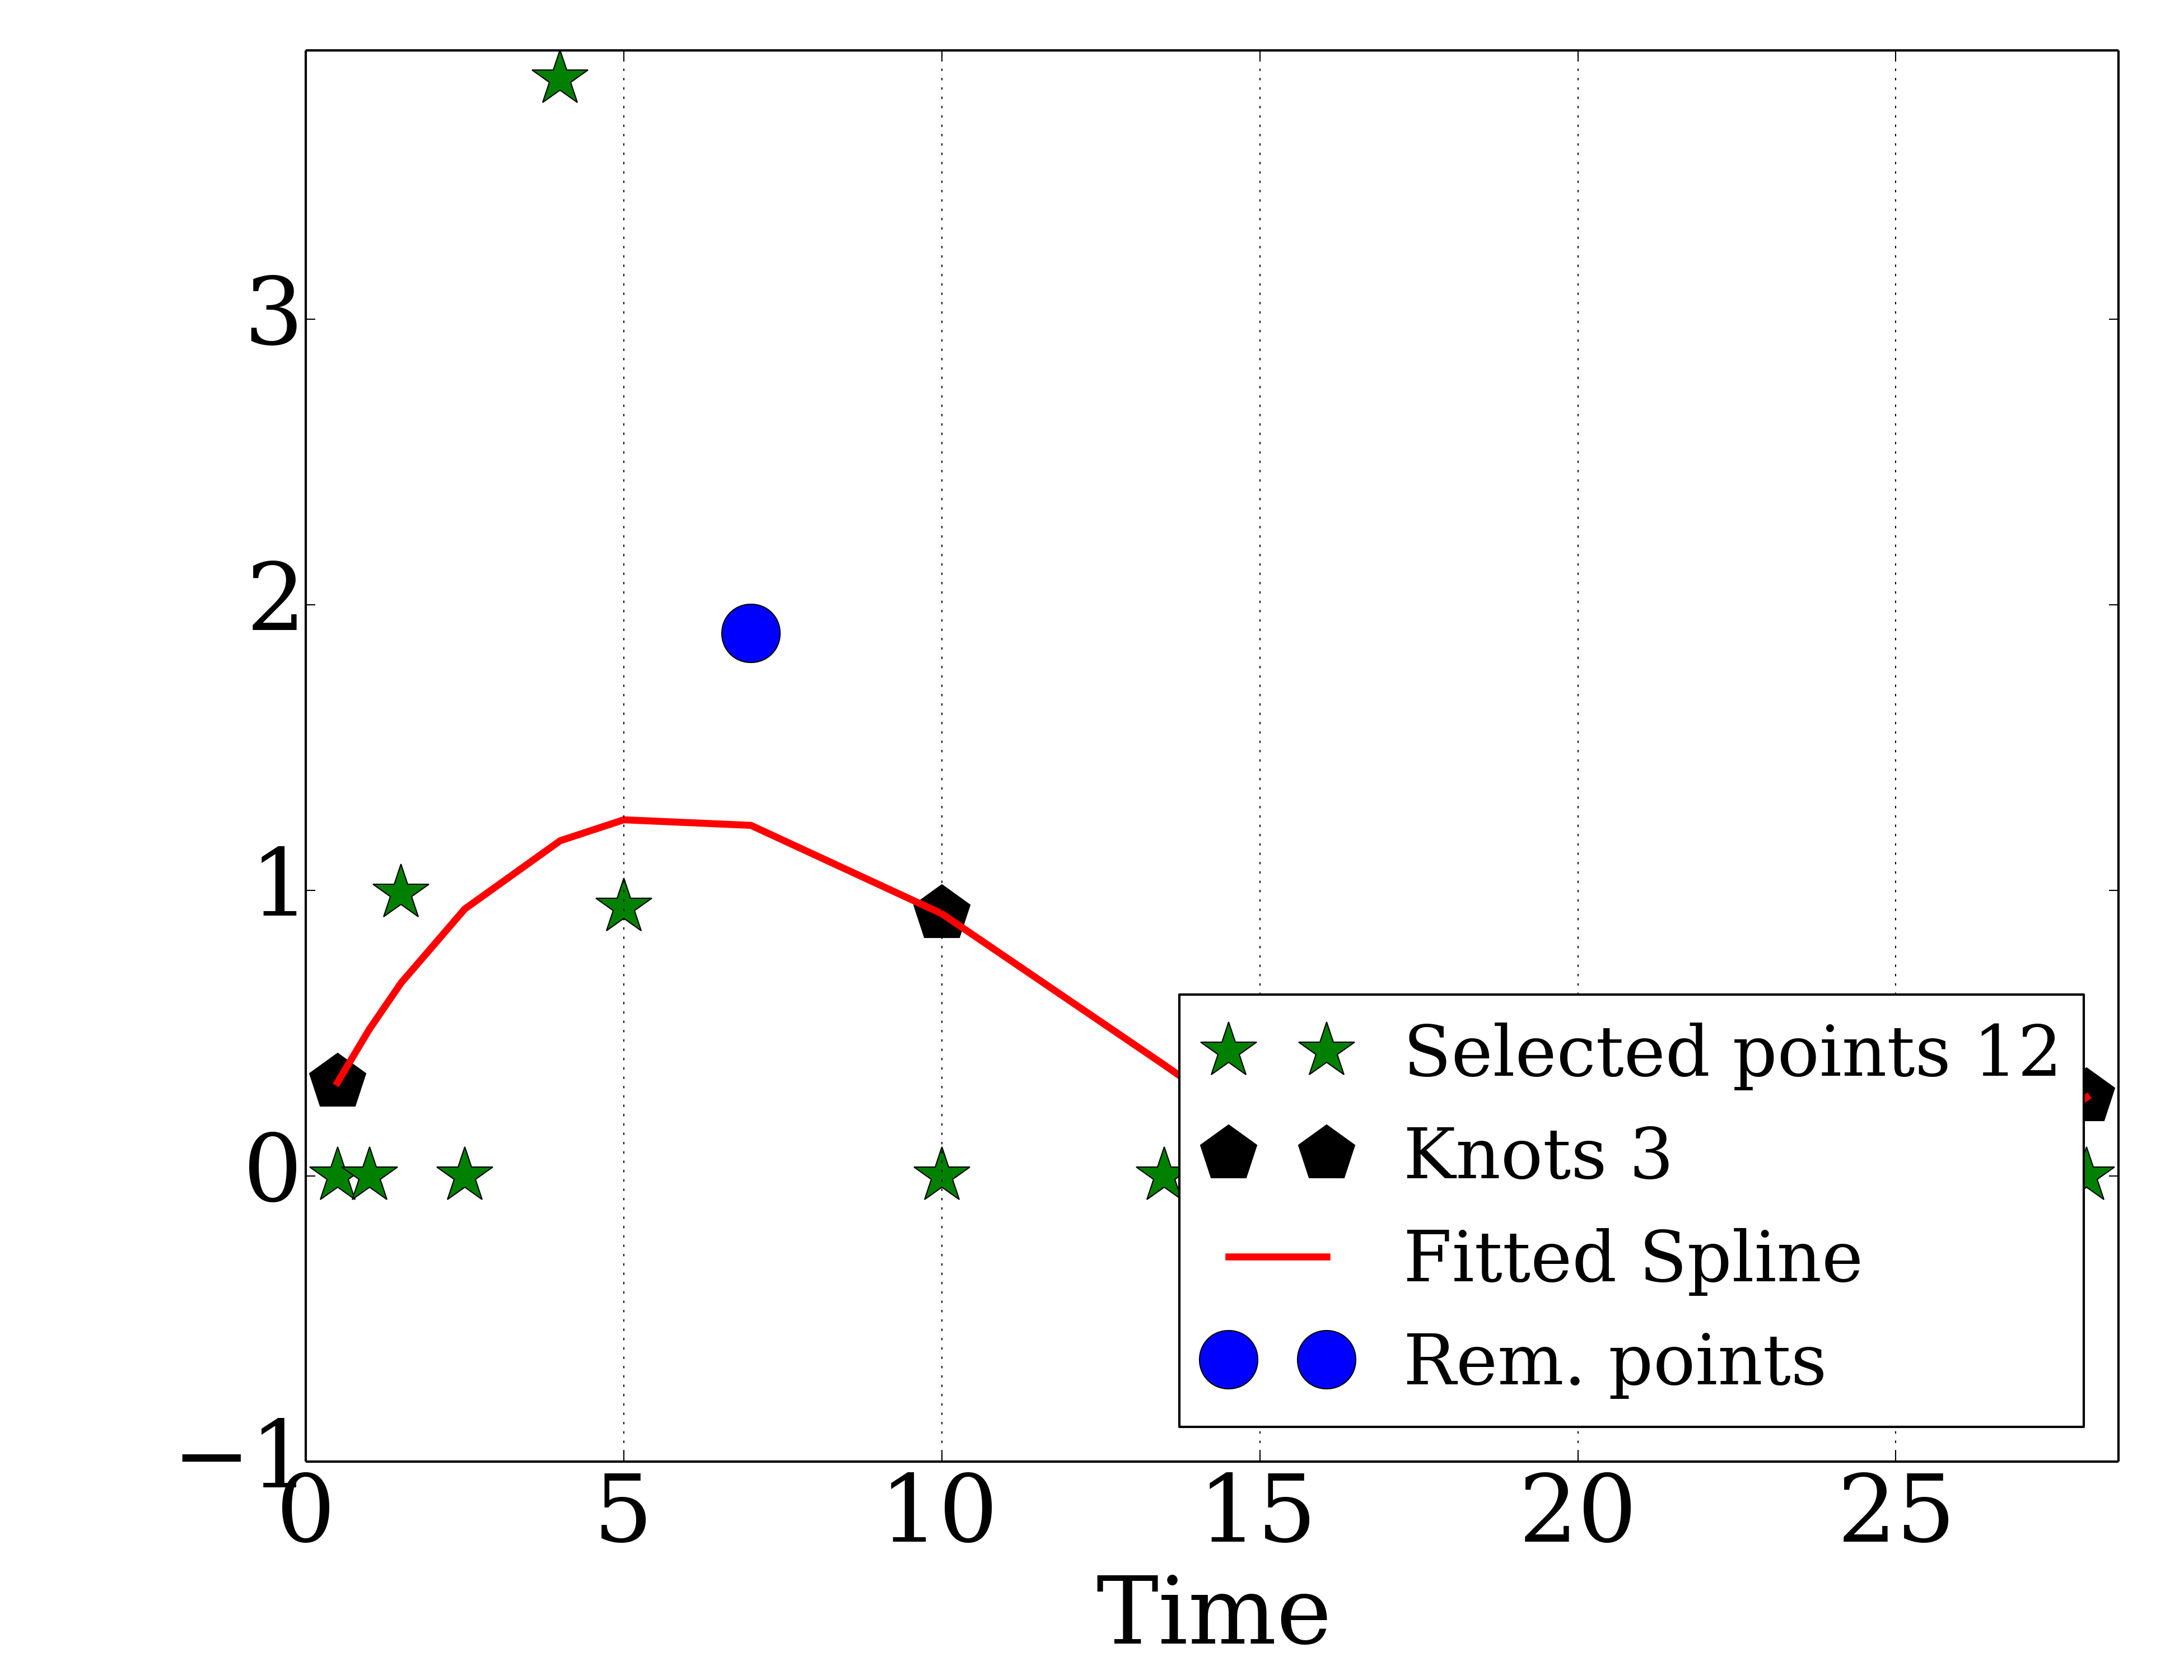 3
2
1
0
−1
0 5 10 15 20 25
Time
Selected points 12
Knots 3
Fitted Spline
Rem. points